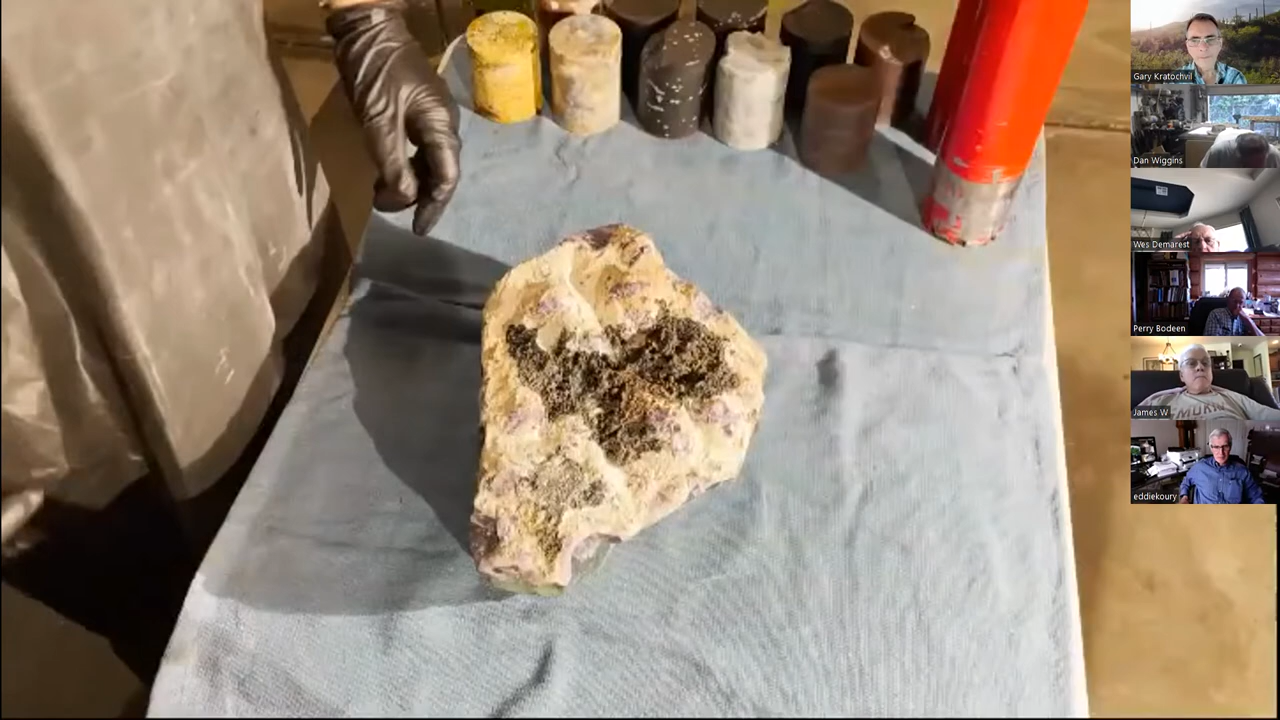 Gary Kratochvil
Dan Wiggins
Wes Demarest
Perry Bodeen
James W
eddiekoury